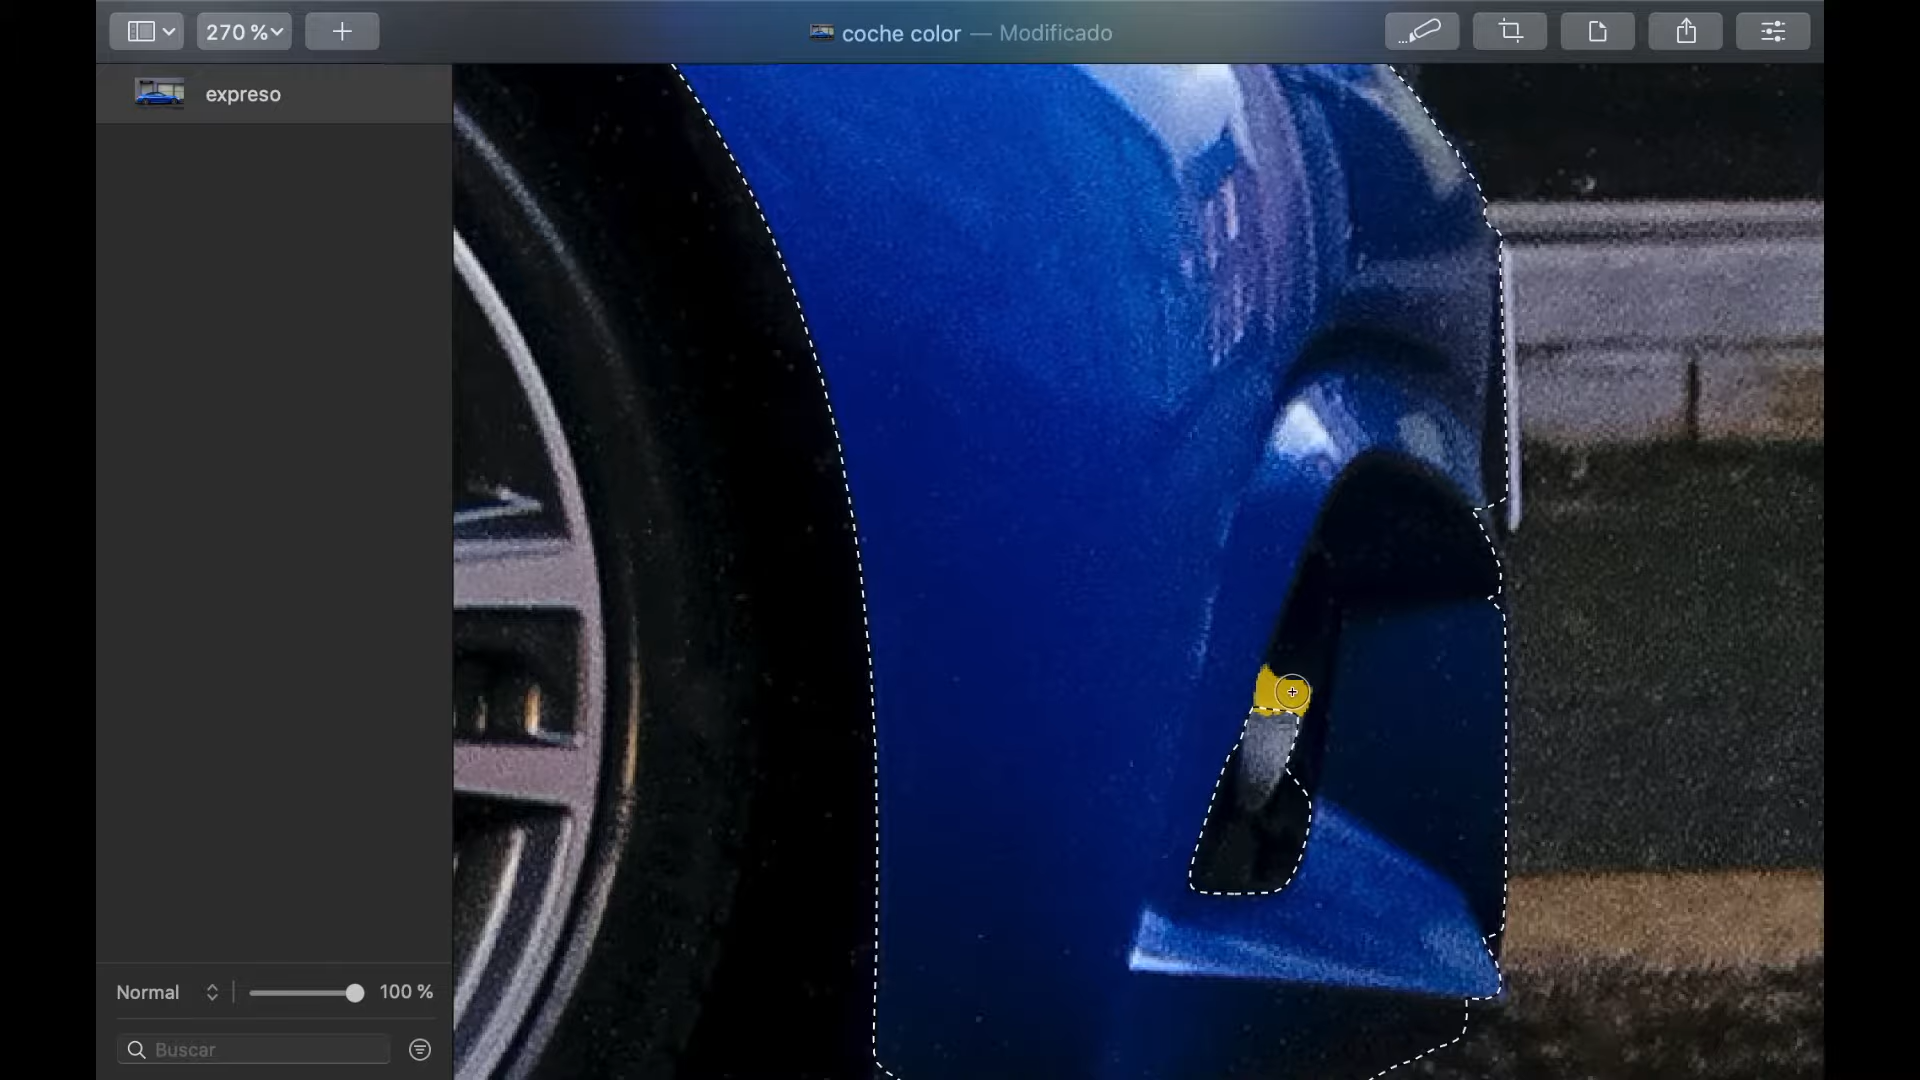 270 %
coche color — Modificado
expreso
Normal
100 %
Buscar